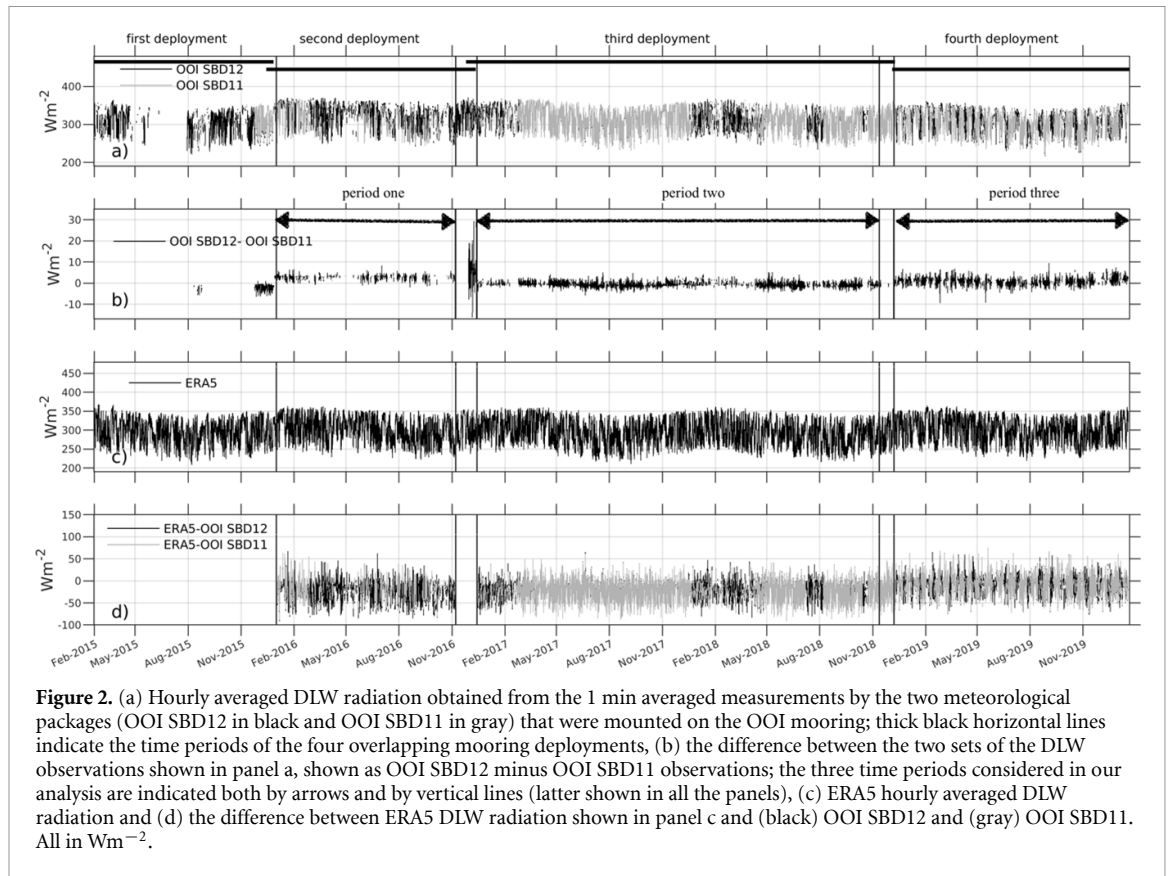 first deployment second deployment third deployment fourth deployment
OOI SBD12
OOI SBD11
400
300
200
Wm-2
a)
period one period two period three
30
20
10
0
-10
Wm-2
OOI SBD12- OOI SBD11
b)
450
400
350
300
250
200
Wm-2
ERA5
c)
150
100
50
0
-50
-100
Wm-2
ERA5-OOI SBD12
ERA5-OOI SBD11
d)
Feb-2015 May-2015 Aug-2015 Nov-2015 Feb-2016 May-2016 Aug-2016 Nov-2016 Feb-2017 May-2017 Aug-2017 Nov-2017 Feb-2018 May-2018 Aug-2018 Nov-2018 Feb-2019 May-2019 Aug-2019 Nov-2019
Figure 2. (a) Hourly averaged DLW radiation obtained from the 1 min averaged measurements by the two meteorological
packages (OOI SBD12 in black and OOI SBD11 in gray) that were mounted on the OOI mooring; thick black horizontal lines
indicate the time periods of the four overlapping mooring deployments, (b) the difference between the two sets of the DLW
observations shown in panel a, shown as OOI SBD12 minus OOI SBD11 observations; the three time periods considered in our
analysis are indicated both by arrows and by vertical lines (latter shown in all the panels), (c) ERA5 hourly averaged DLW
radiation and (d) the difference between ERA5 DLW radiation shown in panel c and (black) OOI SBD12 and (gray) OOI SBD11.
All in Wm−2.